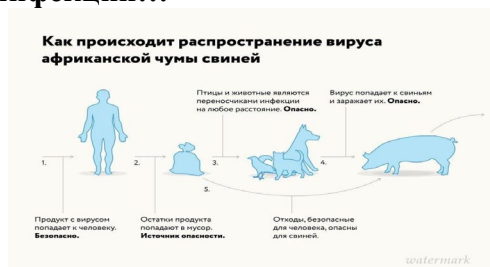 Как происходит распространение вируса
африканской чумы свиней
Птицы и животные являются
переносчиками инфекции
на любое расстояние. Опасно.
Вирус попадает к свиньям
и заражает их. Опасно.
1.
2.
3.
4.
5.
Продукт с вирусом
попадает к человеку.
Безопасно.
Остатки продукта
попадают в мусор.
Источник опасности.
Отходы, безопасные
для человека, опасны
для свиней.
watermark